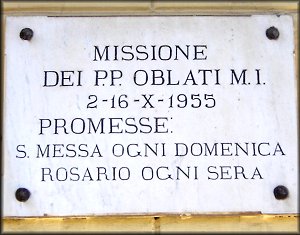 MISSIONE
DEI P.P. OBLATI M.I.
2-16-X-1955
PROMESSE:
S. MESSA OGNI DOMENICA
ROSARIO OGNI SERA